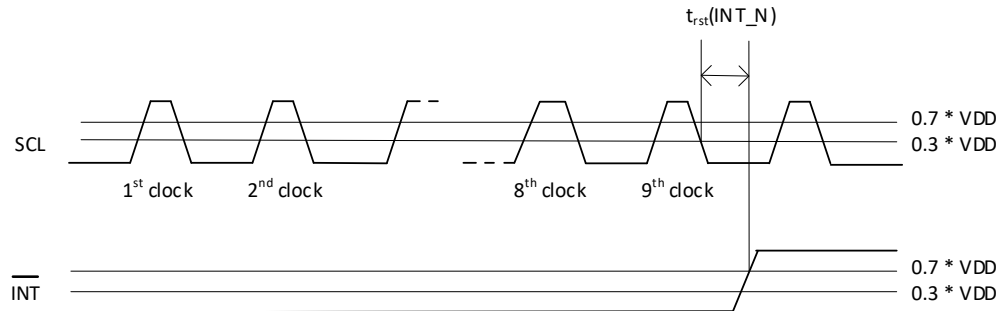 t_rst(INT_N)
0.7 * VDD
SCL
0.3 * VDD
1st clock
2nd clock
8th clock
9th clock
0.7 * VDD
INT
0.3 * VDD